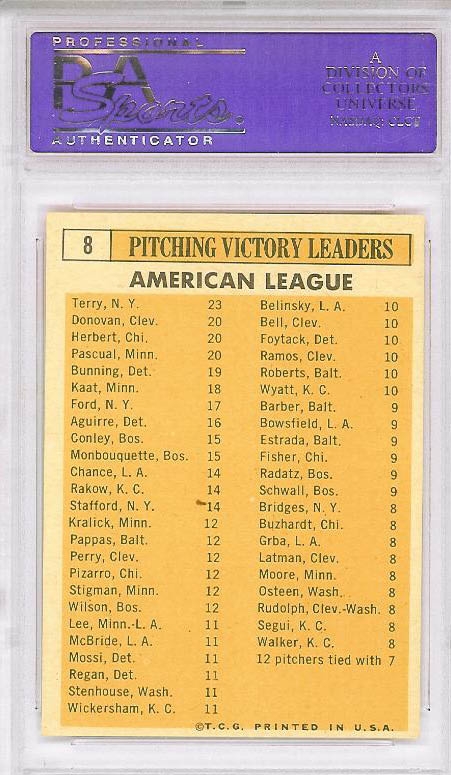 PROFESSIONAL
PSA
Sports.
AUTHENTICATOR
A
DIVISION OF
COLLECTORS
UNIVERSE
NASDAQ: CLCT
8 PITCHING VICTORY LEADERS
AMERICAN LEAGUE
Terry, N. Y. 23
Donovan, Clev. 20
Herbert, Chi. 20
Pascual, Minn. 20
Bunning, Det. 19
Kaat, Minn. 18
Ford, N. Y. 17
Aguirre, Det. 16
Conley, Bos. 15
Monbouquette, Bos. 15
Chance, L. A. 14
Rakow, K. C. 14
Stafford, N. Y. 14
Kralick, Minn. 12
Pappas, Balt. 12
Perry, Clev. 12
Pizarro, Chi. 12
Stigman, Minn. 12
Wilson, Bos. 12
Lee, Minn.-L. A. 11
McBride, L. A. 11
Mossi, Det. 11
Regan, Det. 11
Stenhouse, Wash. 11
Wickersham, K. C. 11
Belinsky, L. A. 10
Bell, Clev. 10
Foytack, Det. 10
Ramos, Clev. 10
Roberts, Balt. 10
Wyatt, K. C. 10
Barber, Balt. 9
Bowsfield, L. A. 9
Estrada, Balt. 9
Fisher, Chi. 9
Radatz, Bos. 9
Schwall, Bos. 9
Bridges, N. Y. 8
Buzhardt, Chi. 8
Grba, L. A. 8
Latman, Clev. 8
Moore, Minn. 8
Osteen, Wash. 8
Rudolph, Clev.-Wash. 8
Segui, K. C. 8
Walker, K. C. 8
12 pitchers tied with 7
©T.C.G. PRINTED IN U.S.A.